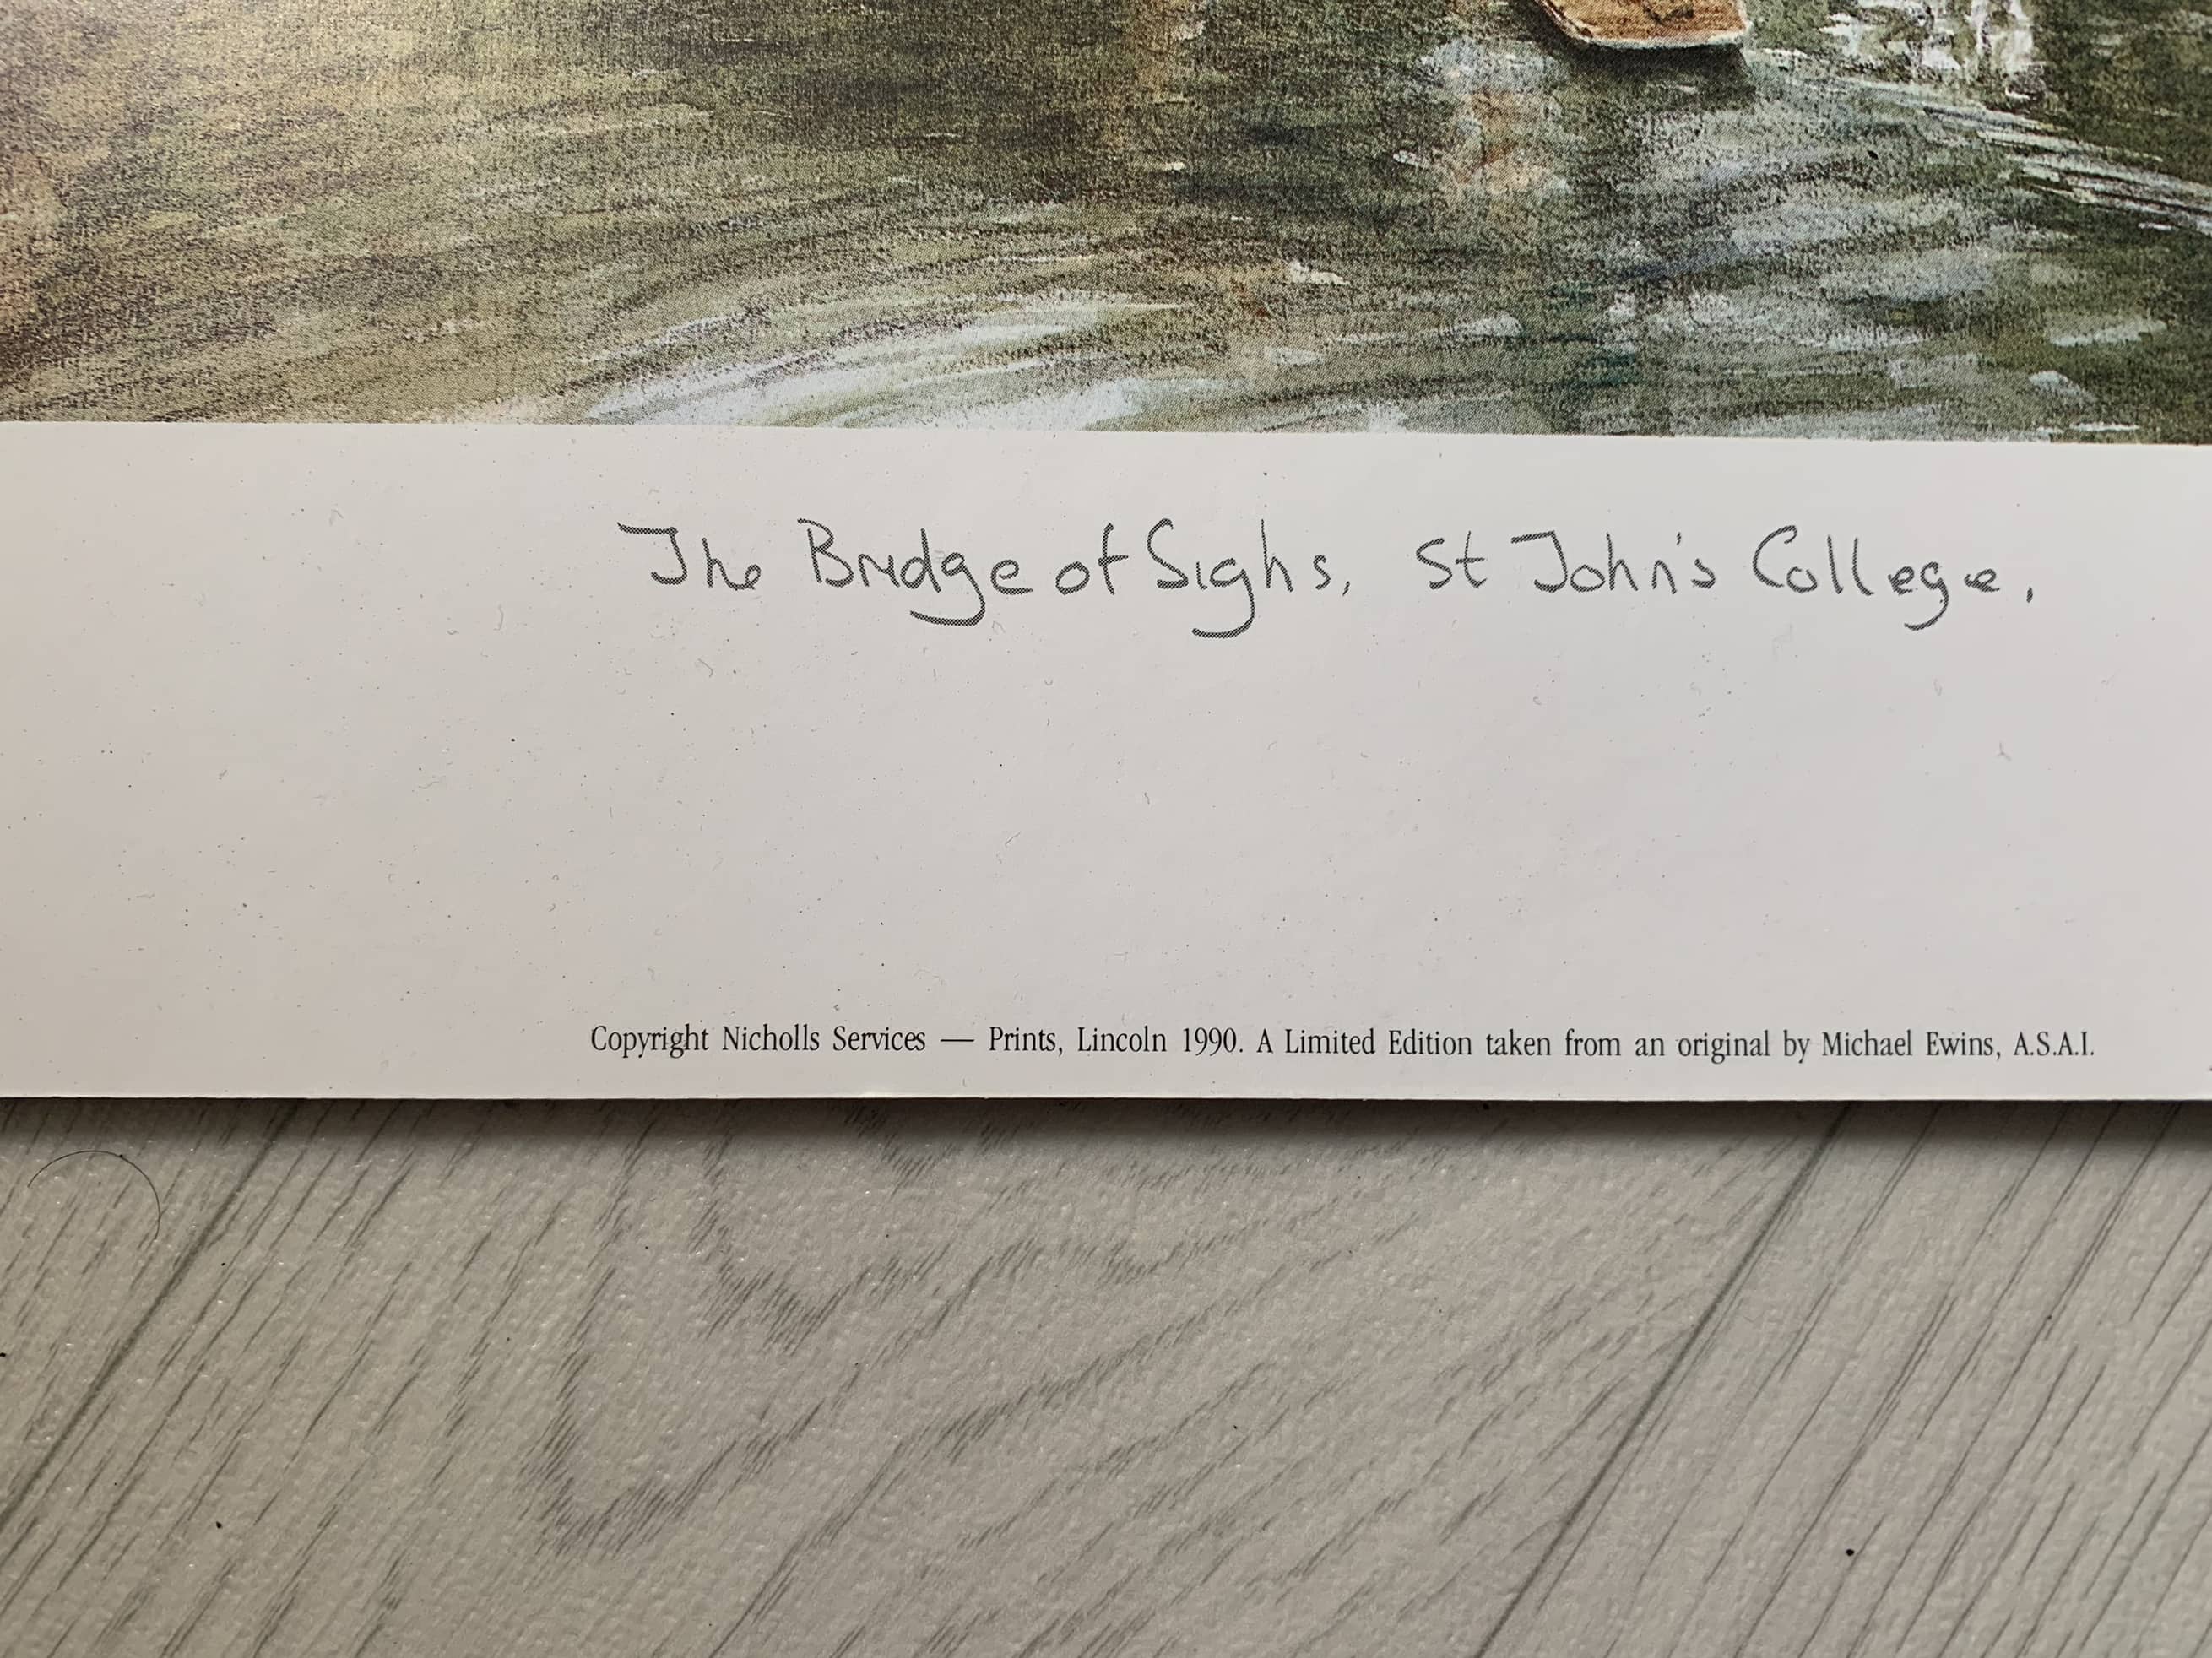 The Bridge of Sighs, St John's College.
Copyright Nicholls Services — Prints, Lincoln 1990. A Limited Edition taken from an original by Michael Ewins, A.S.A.I.